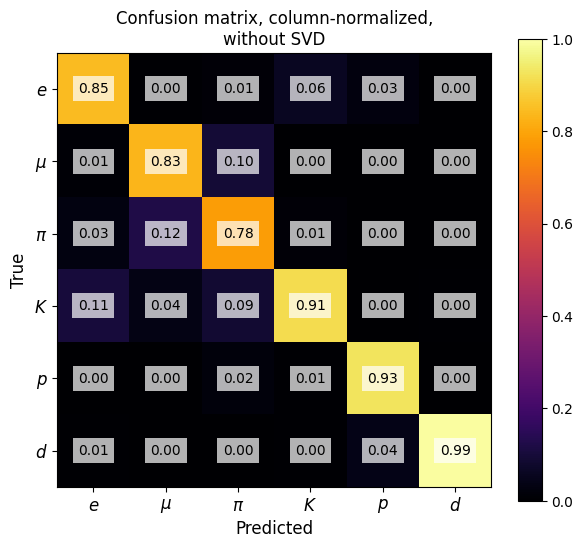 Confusion matrix, column-normalized,
without SVD
e 0.85 0.00 0.01 0.06 0.03 0.00
μ 0.01 0.83 0.10 0.00 0.00 0.00
π 0.03 0.12 0.78 0.01 0.00 0.00
K 0.11 0.04 0.09 0.91 0.00 0.00
p 0.00 0.00 0.02 0.01 0.93 0.00
d 0.01 0.00 0.00 0.00 0.04 0.99
e μ π K p d
Predicted
True
1.0
0.8
0.6
0.4
0.2
0.0